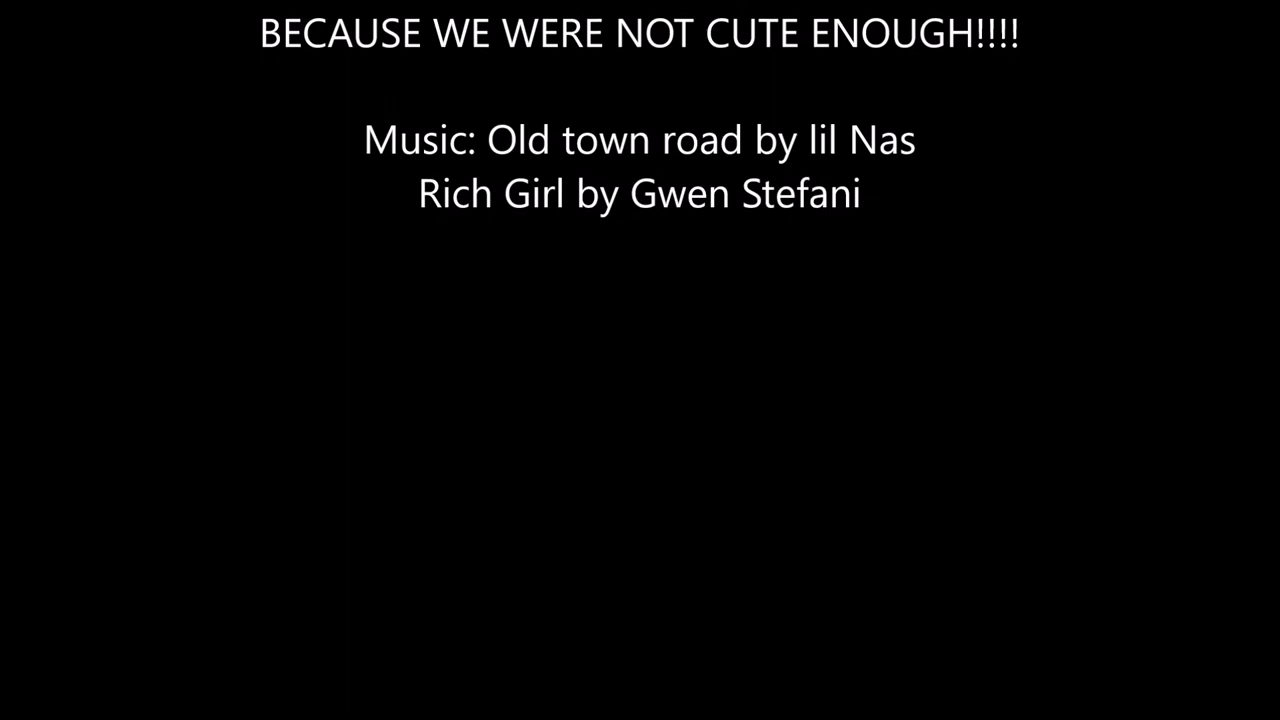 BECAUSE WE WERE NOT CUTE ENOUGH!!!!
Music: Old town road by lil Nas
Rich Girl by Gwen Stefani